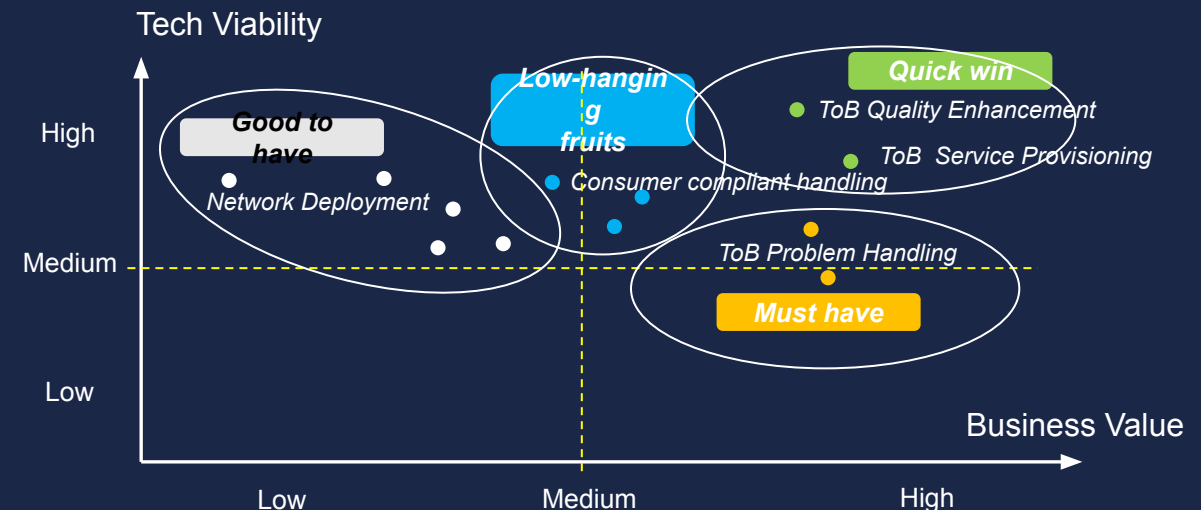 Tech Viability
Quick win
Low-hangin
g
fruits
ToB Quality Enhancement
Good to
have
High
ToB  Service Provisioning
Consumer compliant handling
Network Deployment
ToB Problem Handling
Medium
Must have
Low
Business Value
Low
Medium
High